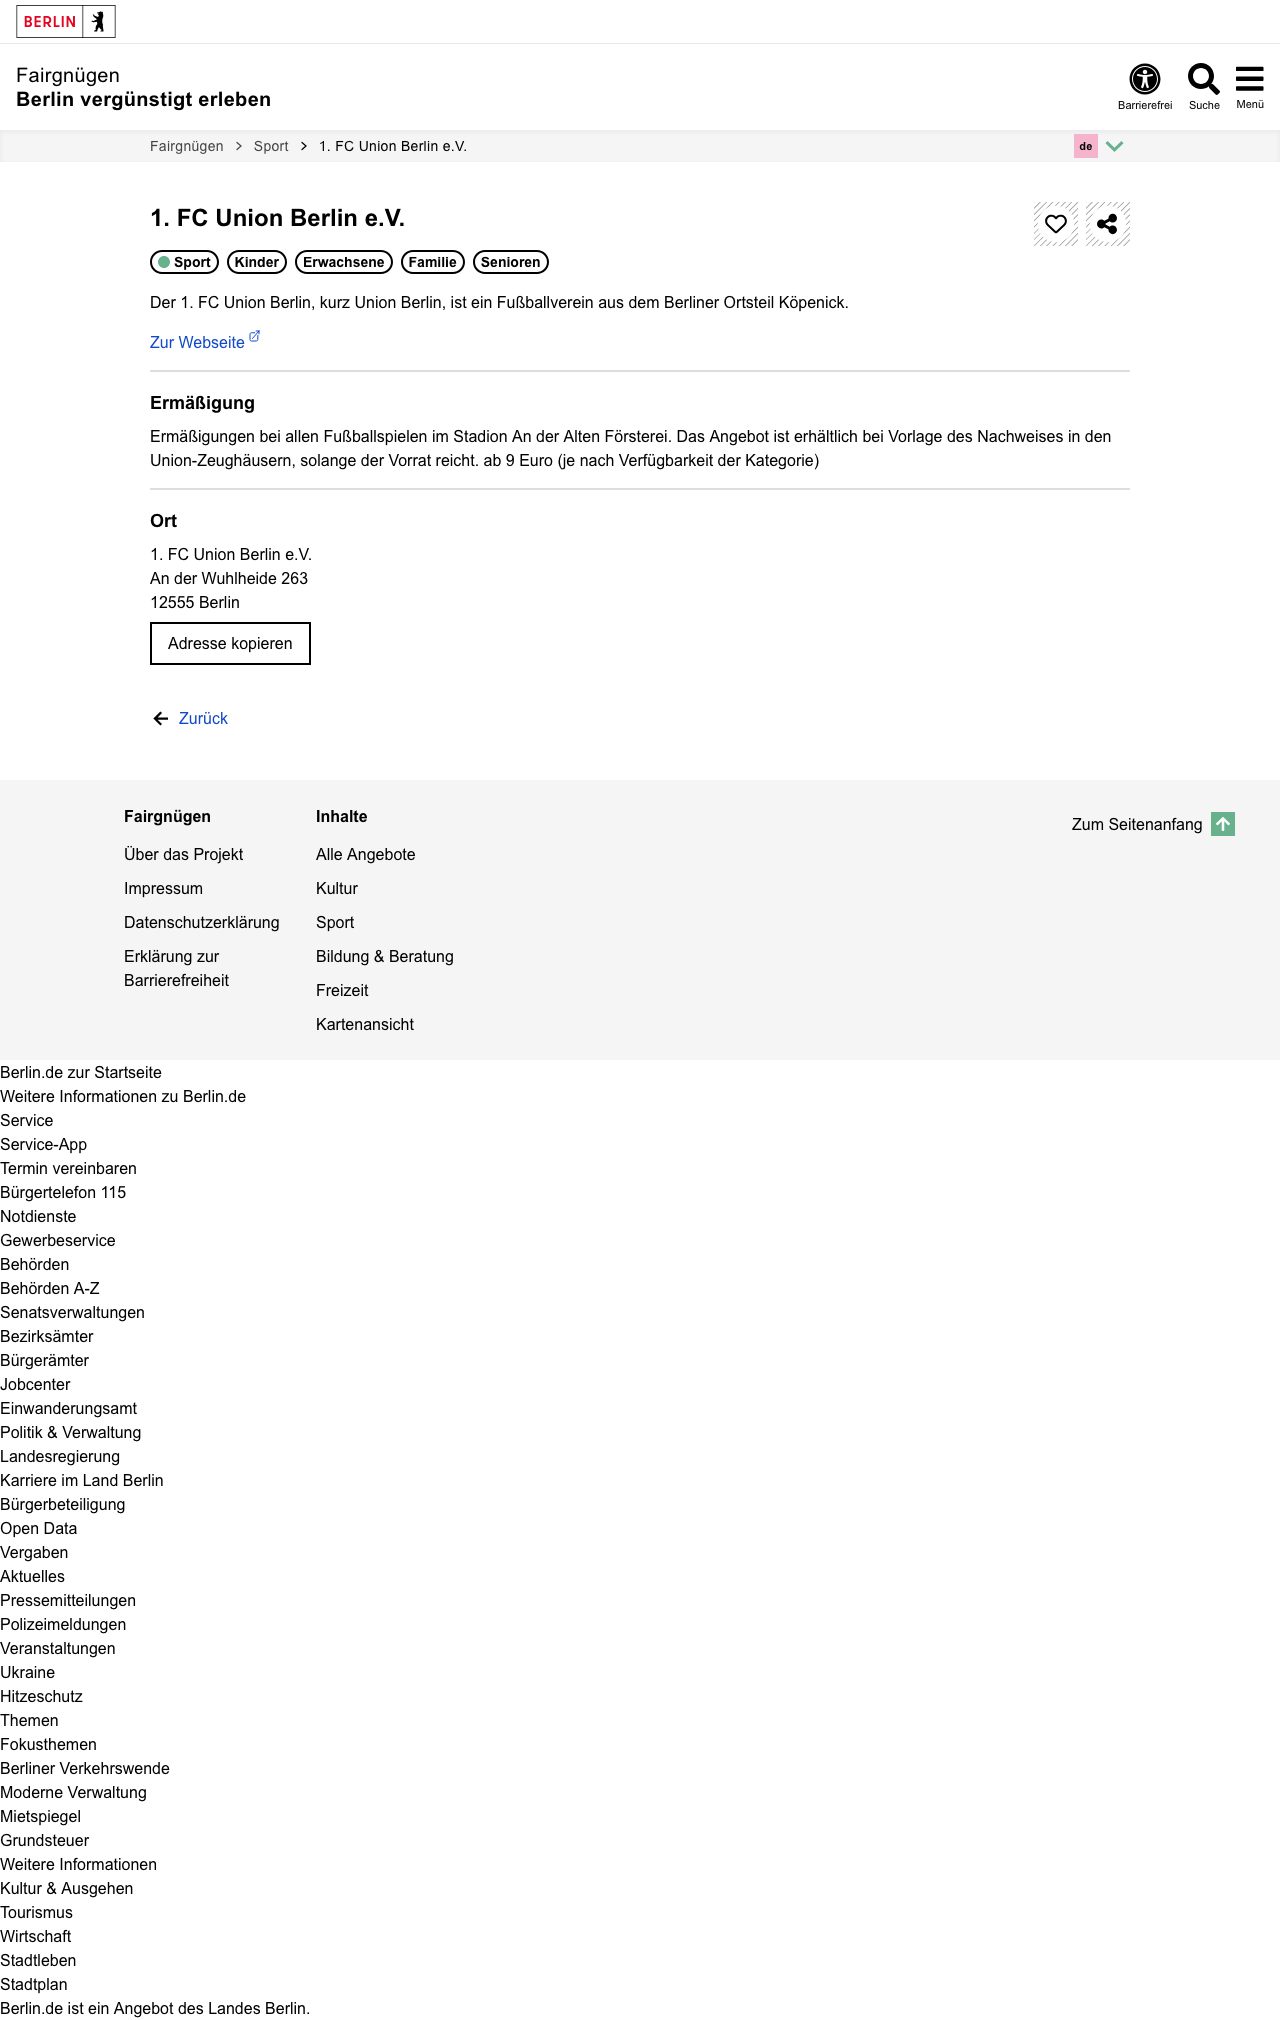 BERLIN
Fairgnügen
Berlin vergünstigt erleben
Barrierefrei
Suche
Menü
Fairgnügen
Sport
1. FC Union Berlin e.V.
de
1. FC Union Berlin e.V.
Sport
Kinder
Erwachsene
Familie
Senioren
Der 1. FC Union Berlin, kurz Union Berlin, ist ein Fußballverein aus dem Berliner Ortsteil Köpenick.
Zur Webseite
Ermäßigung
Ermäßigungen bei allen Fußballspielen im Stadion An der Alten Försterei. Das Angebot ist erhältlich bei Vorlage des Nachweises in den
Union-Zeughäusern, solange der Vorrat reicht. ab 9 Euro (je nach Verfügbarkeit der Kategorie)
Ort
1. FC Union Berlin e.V.
An der Wuhlheide 263
12555 Berlin
Adresse kopieren
Zurück
Fairgnügen
Über das Projekt
Impressum
Datenschutzerklärung
Erklärung zur
Barrierefreiheit
Inhalte
Alle Angebote
Kultur
Sport
Bildung & Beratung
Freizeit
Kartenansicht
Zum Seitenanfang
Berlin.de zur Startseite
Weitere Informationen zu Berlin.de
Service
Service-App
Termin vereinbaren
Bürgertelefon 115
Notdienste
Gewerbeservice
Behörden
Behörden A-Z
Senatsverwaltungen
Bezirksämter
Bürgerämter
Jobcenter
Einwanderungsamt
Politik & Verwaltung
Landesregierung
Karriere im Land Berlin
Bürgerbeteiligung
Open Data
Vergaben
Aktuelles
Pressemitteilungen
Polizeimeldungen
Veranstaltungen
Ukraine
Hitzeschutz
Themen
Fokusthemen
Berliner Verkehrswende
Moderne Verwaltung
Mietspiegel
Grundsteuer
Weitere Informationen
Kultur & Ausgehen
Tourismus
Wirtschaft
Stadtleben
Stadtplan
Berlin.de ist ein Angebot des Landes Berlin.